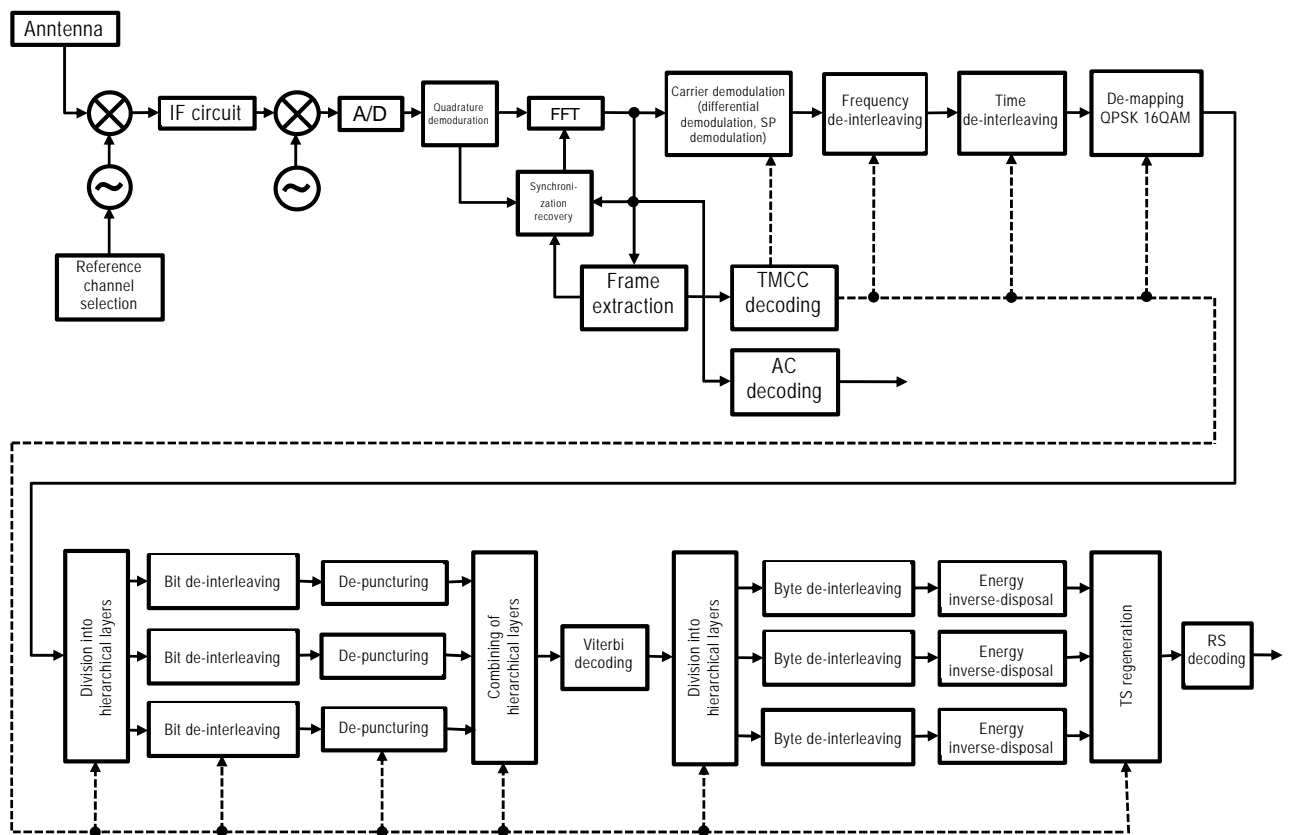 Anntenna
IF circuit
A/D
Quadrature
demoduration
FFT
Carrier demodulation
(differential
demodulation, SP
demodulation)
Frequency
de-interleaving
Time
de-interleaving
De-mapping
QPSK 16QAM
~
~
Synchroni-
zation
recovery
Reference
channel
selection
Frame
extraction
TMCC
decoding
AC
decoding
Division into
hierarchical layers
Bit de-interleaving
De-puncturing
Bit de-interleaving
De-puncturing
Bit de-interleaving
De-puncturing
Combining of
hierarchical layers
Viterbi
decoding
Division into
hierarchical layers
Byte de-interleaving
Energy
inverse-disposal
Byte de-interleaving
Energy
inverse-disposal
Byte de-interleaving
Energy
inverse-disposal
TS regeneration
RS
decoding